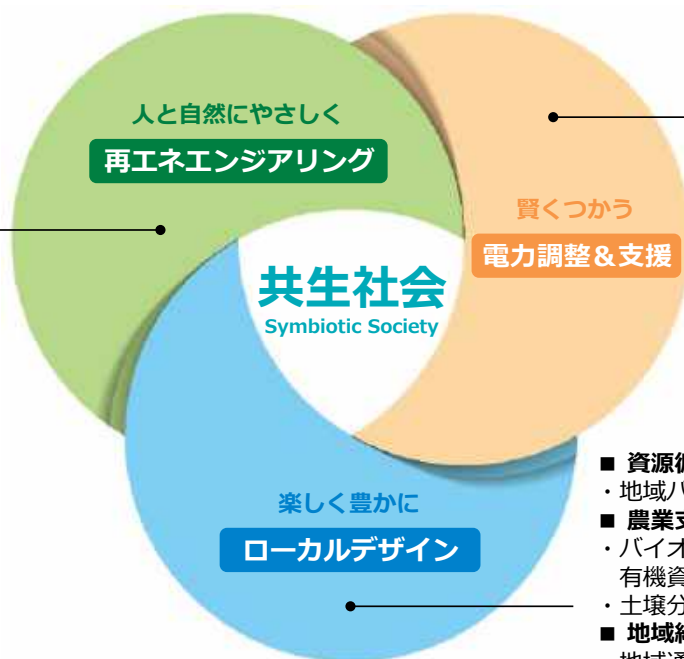 人と自然にやさしく
再エネエンジアリング
賢くつかう
電力調整&支援
共生社会
Symbiotic Society
楽しく豊かに
ローカルデザイン
■ 資源
・地域バ
■ 農業
・バイオ
有機資
・土壌分
■ 地域